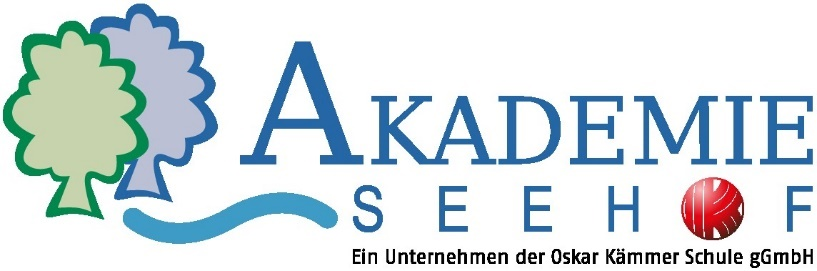 AKADEMIE
SEEHOF
Ein Unternehmen der Oskar Kämmer Schule gGmbH